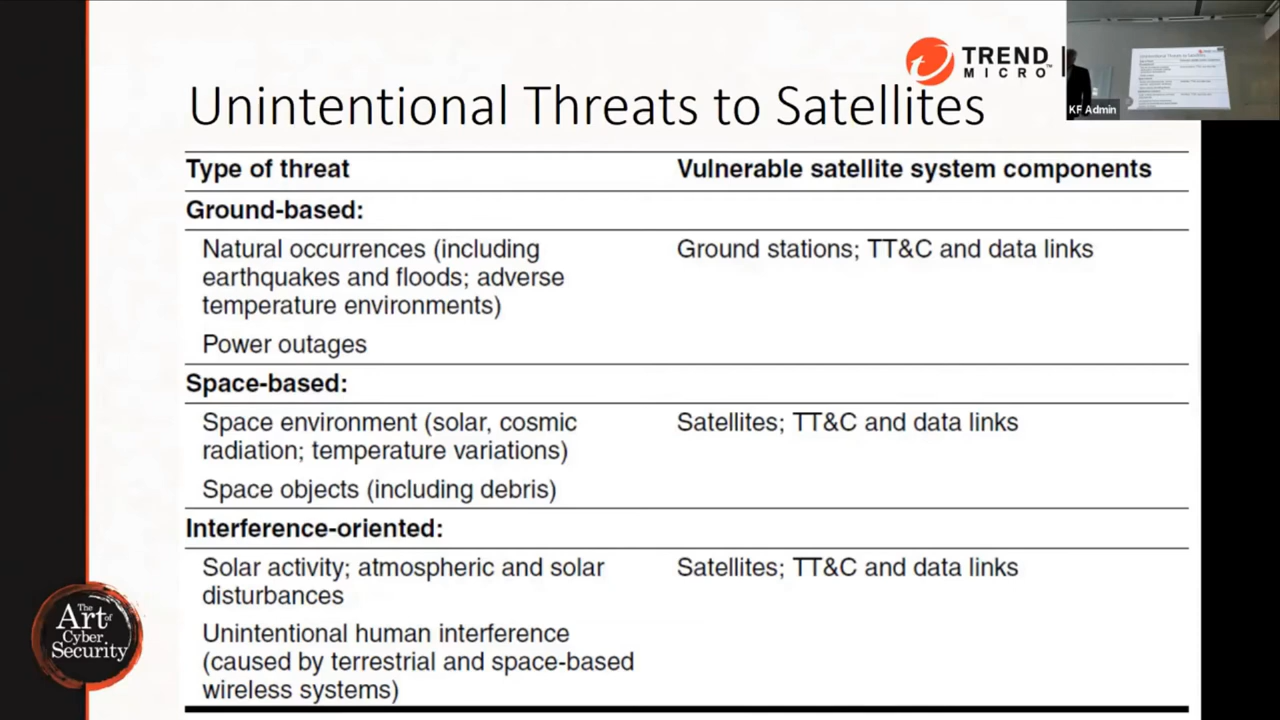 TREND
MICRO™
Unintentional Threats to Satellites
KF Admin
Type of threat Vulnerable satellite system components
Ground-based:
Natural occurrences (including Ground stations; TT&C and data links
earthquakes and floods; adverse
temperature environments)
Power outages
Space-based:
Space environment (solar, cosmic Satellites; TT&C and data links
radiation; temperature variations)
Space objects (including debris)
Interference-oriented:
Solar activity; atmospheric and solar Satellites; TT&C and data links
disturbances
Unintentional human interference
(caused by terrestrial and space-based
wireless systems)
The
Art of
Cyber
Security